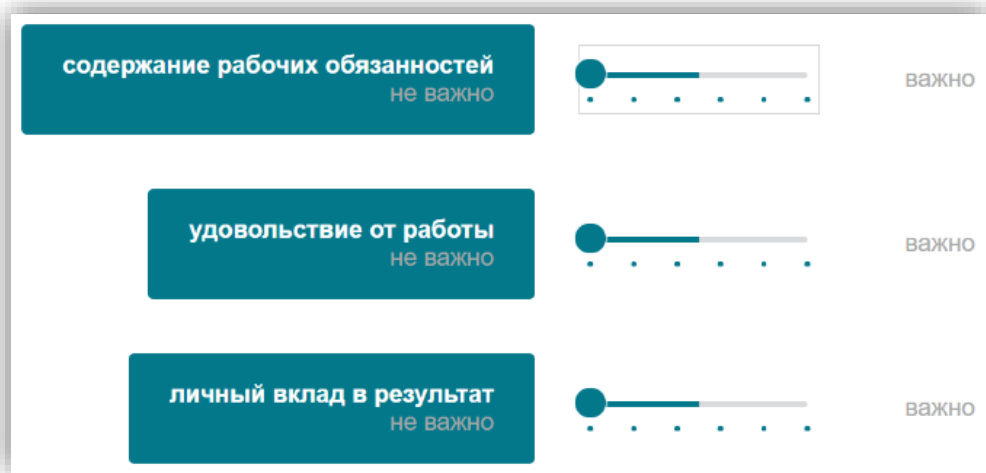 содержание рабочих обязанностей
не важно
важно
удовольствие от работы
не важно
важно
личный вклад в результат
не важно
важно